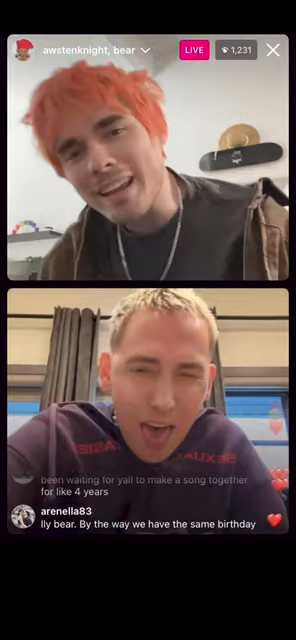 awstenknight, bear
LIVE
1,231
been waiting for yall to make a song together
for like 4 years
arenella83
Ily bear. By the way we have the same birthday